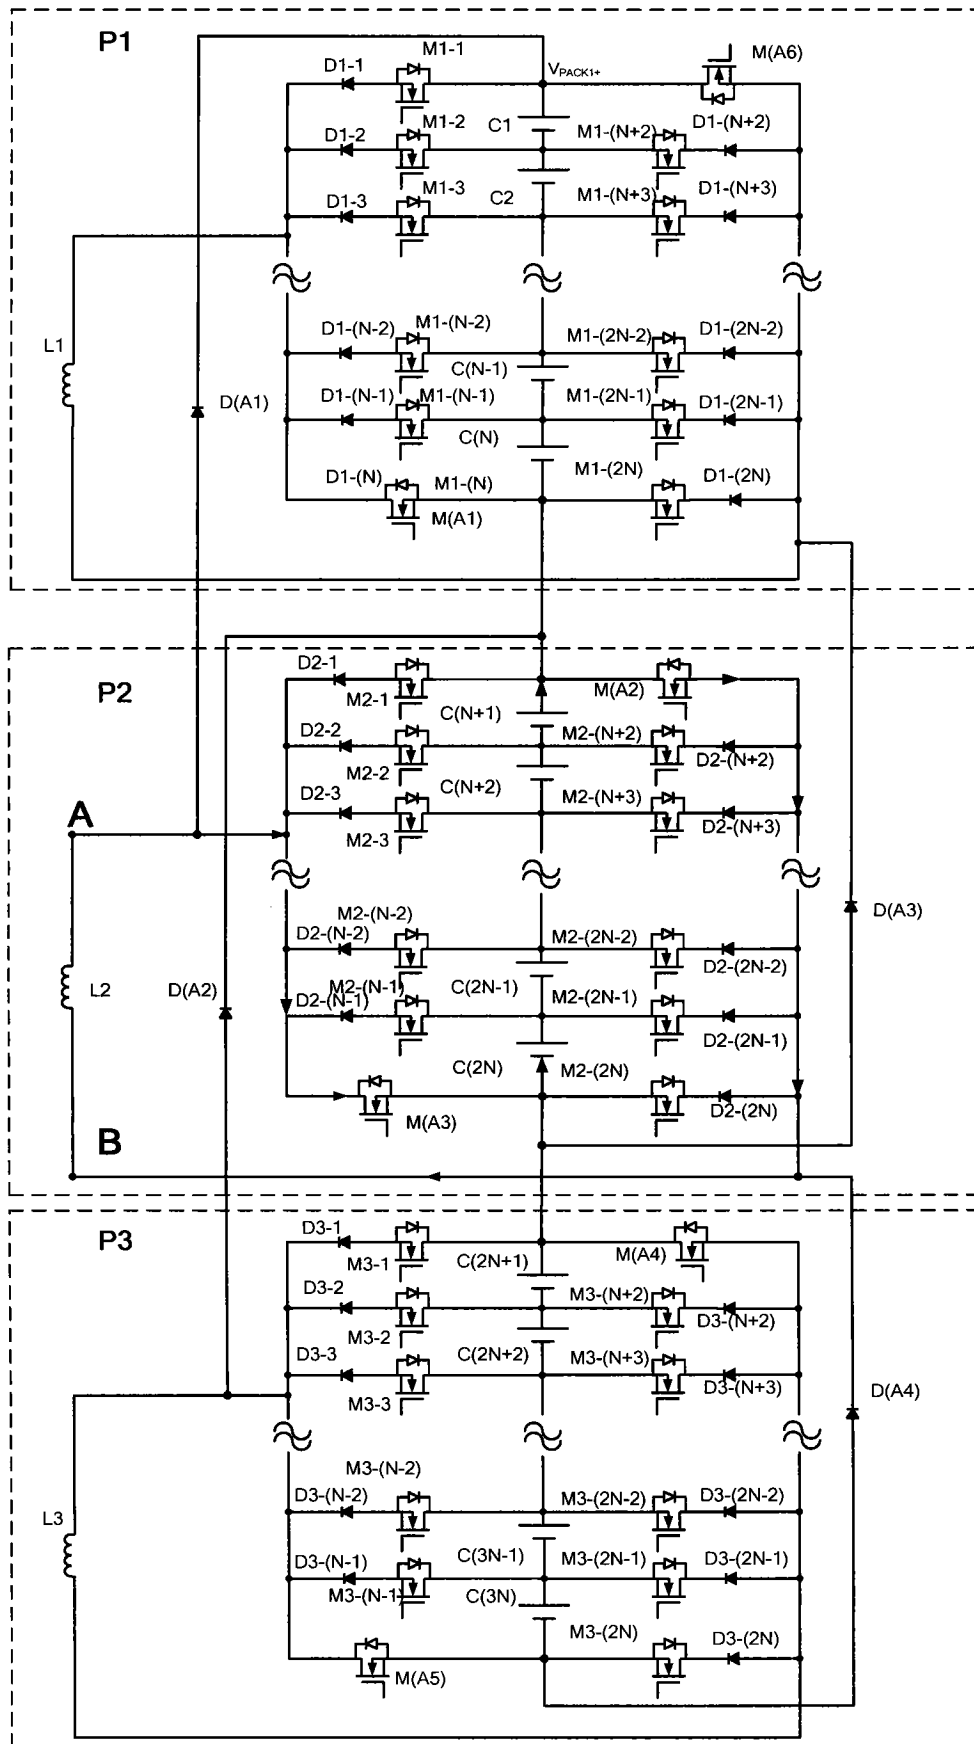 P1
M1-1
D1-1
VPACK1+
M(A6)
M1-2
C1
M1-(N+2)
D1-(N+2)
D1-2
M1-3
C2
M1-(N+3)
D1-(N+3)
D1-3
L1
D1-(N-2)
M1-(N-2)
M1-(2N-2)
D1-(2N-2)
C(N-1)
D(A1)
D1-(N-1)
M1-(N-1)
M1-(2N-1)
D1-(2N-1)
C(N)
D1-(N)
M1-(N)
M1-(2N)
D1-(2N)
M(A1)
P2
D2-1
M2-1
C(N+1)
M(A2)
D2-2
M2-2
M2-(N+2)
D2-(N+2)
C(N+2)
D2-3
M2-3
M2-(N+3)
D2-(N+3)
A
D(A3)
M2-(N-2)
D2-(N-2)
M2-(2N-2)
D2-(2N-2)
L2
D(A2)
M2-(N-1)
D2-(N-1)
C(2N-1)
M2-(2N-1)
D2-(2N-1)
C(2N)
M2-(2N)
D2-(2N)
M(A3)
B
P3
D3-1
M3-1
C(2N+1)
M(A4)
D3-2
M3-2
M3-(N+2)
D3-(N+2)
C(2N+2)
D3-3
M3-3
M3-(N+3)
D3-(N+3)
D(A4)
M3-(N-2)
D3-(N-2)
M3-(2N-2)
D3-(2N-2)
L3
C(3N-1)
D3-(N-1)
M3-(N-1)
M3-(2N-1)
D3-(2N-1)
C(3N)
M3-(2N)
D3-(2N)
M(A5)